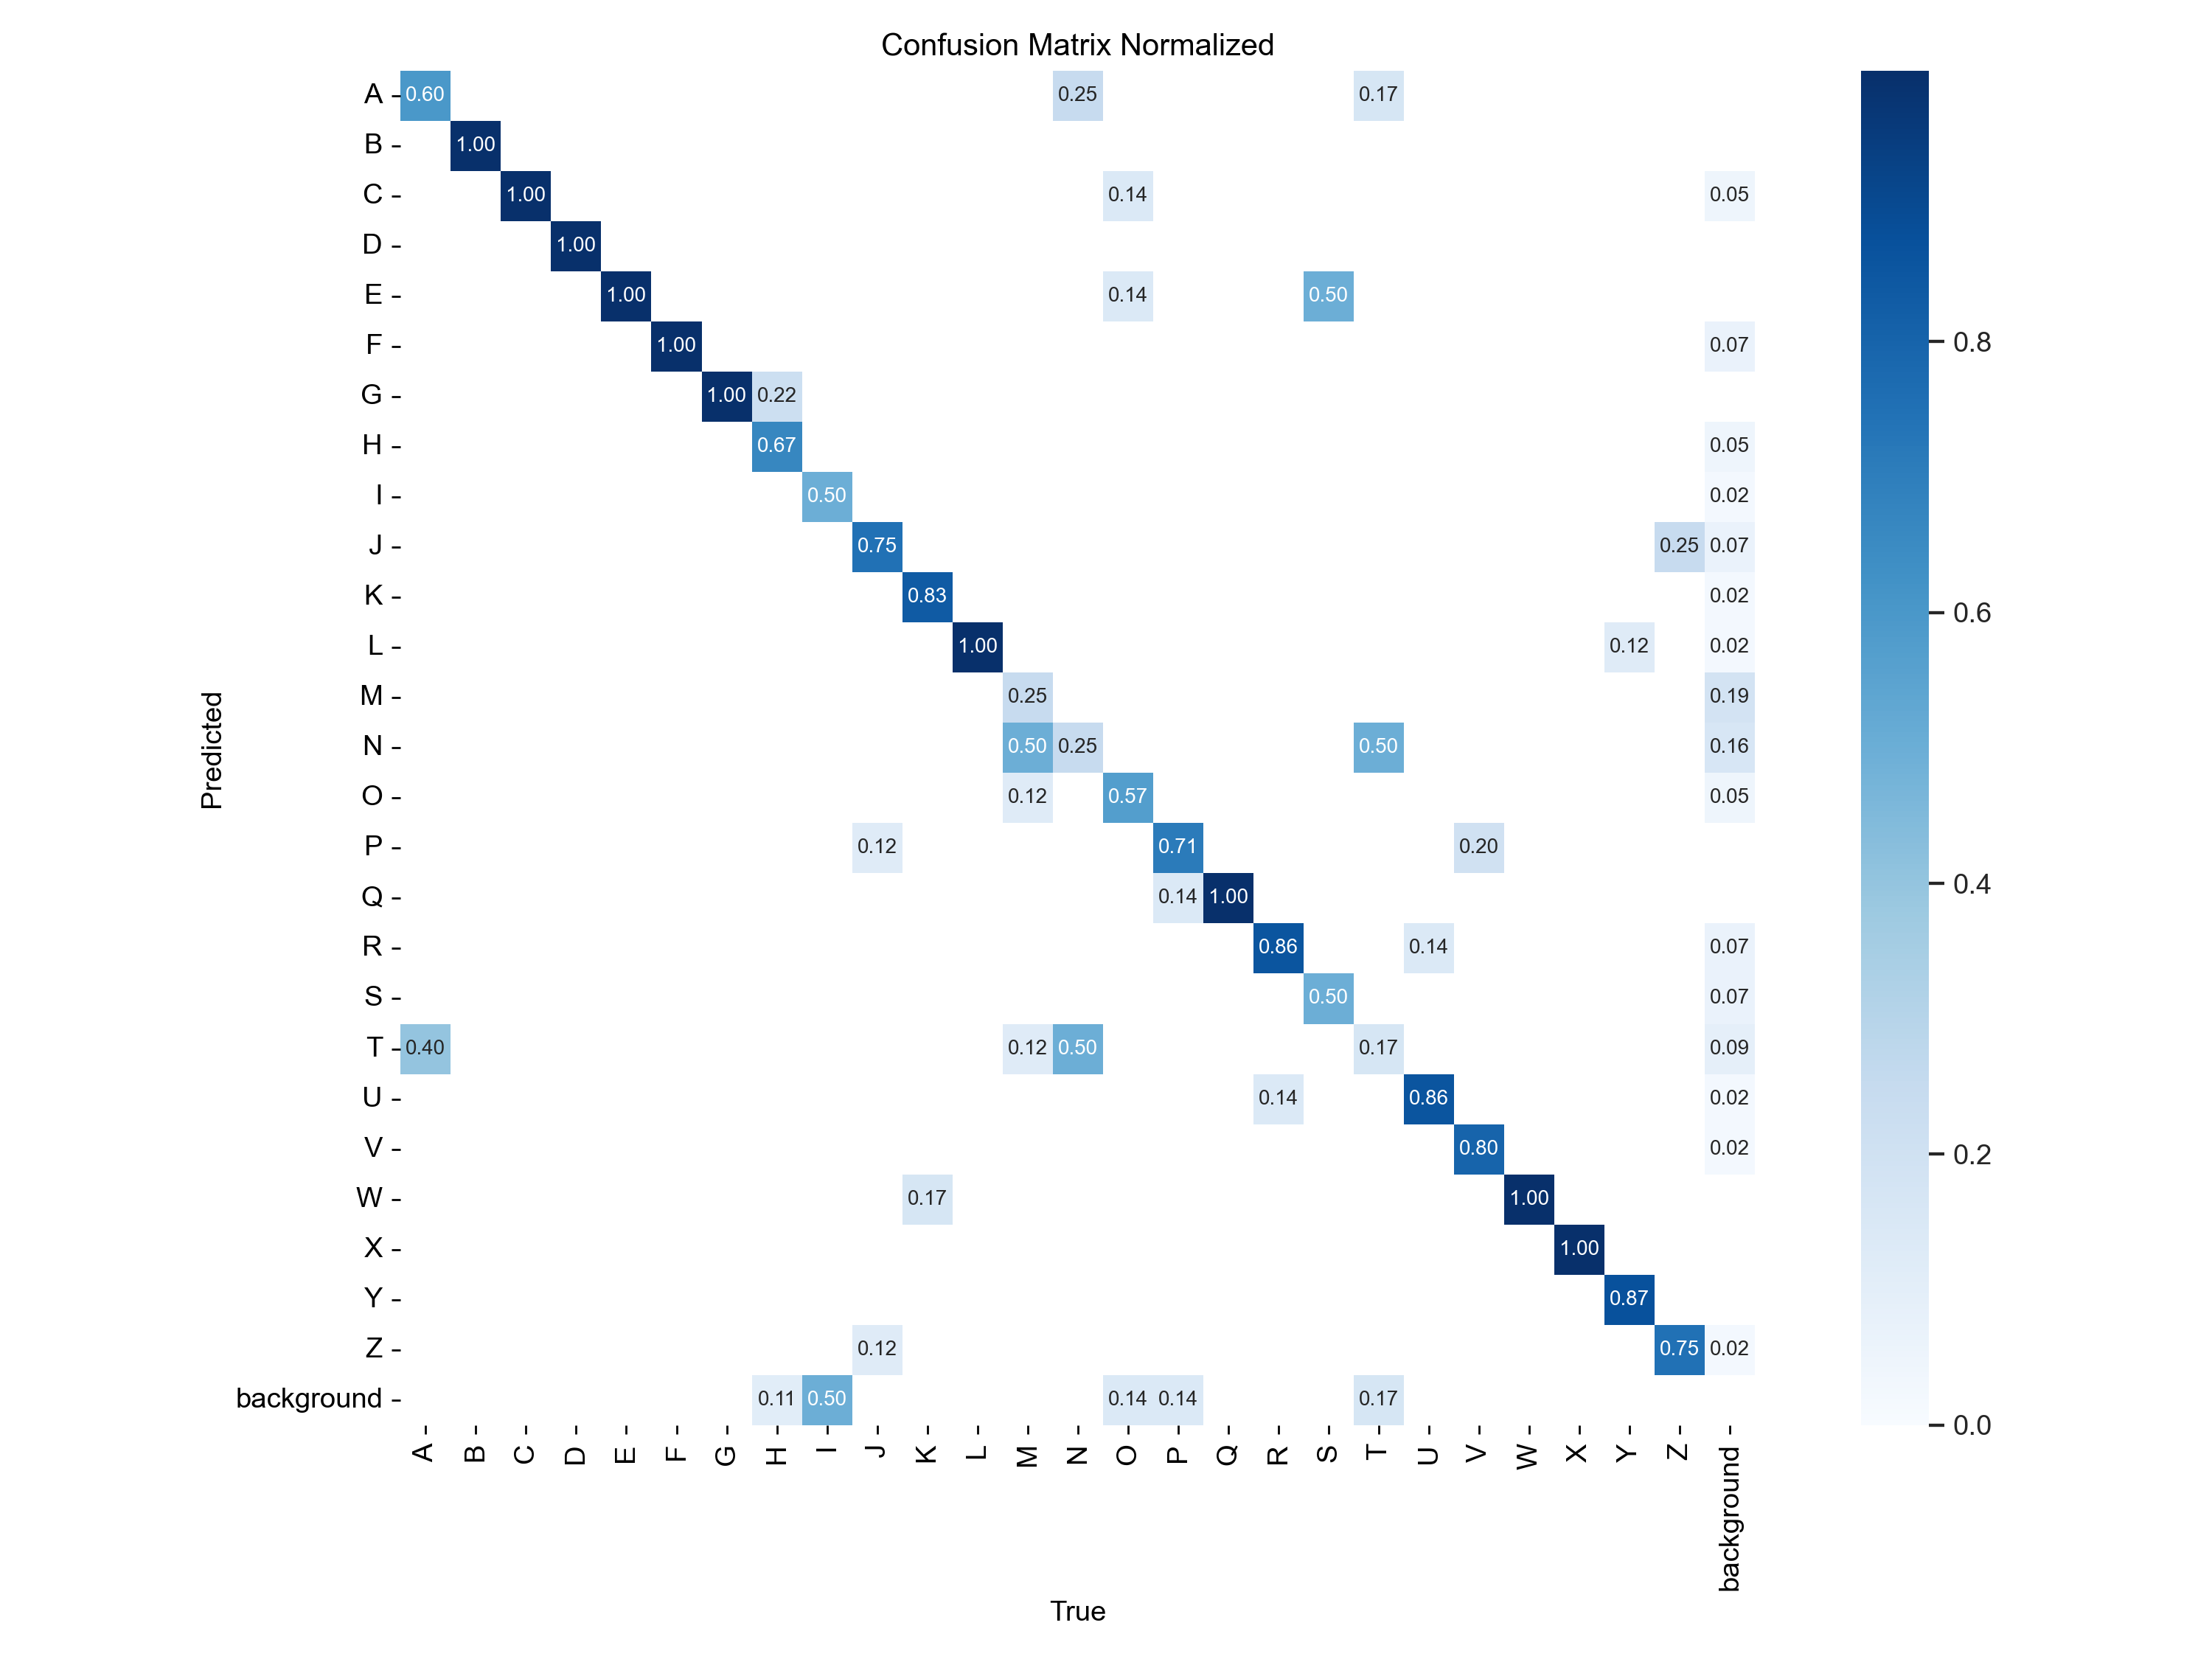 Confusion Matrix Normalized
A 0.60 0.25 0.17
B 1.00
C 1.00 0.14 0.05
D 1.00
E 1.00 0.14 0.50
F 1.00 0.07
G 1.00 0.22
H 0.67 0.05
I 0.50 0.02
J 0.75 0.25 0.07
K 0.83 0.02
L 1.00 0.12 0.02
M 0.25 0.19
N 0.50 0.25 0.50 0.16
O 0.12 0.57 0.05
P 0.12 0.71 0.20
Q 0.14 1.00
R 0.86 0.14 0.07
S 0.50 0.07
T 0.40 0.12 0.50 0.17 0.09
U 0.14 0.86 0.02
V 0.80 0.02
W 0.17 1.00
X 1.00
Y 0.87
Z 0.12 0.75 0.02
background 0.11 0.50 0.14 0.14 0.17
A B C D E F G H I J K L M N O P Q R S T U V W X Y Z background
Predicted
True
0.8
0.6
0.4
0.2
0.0